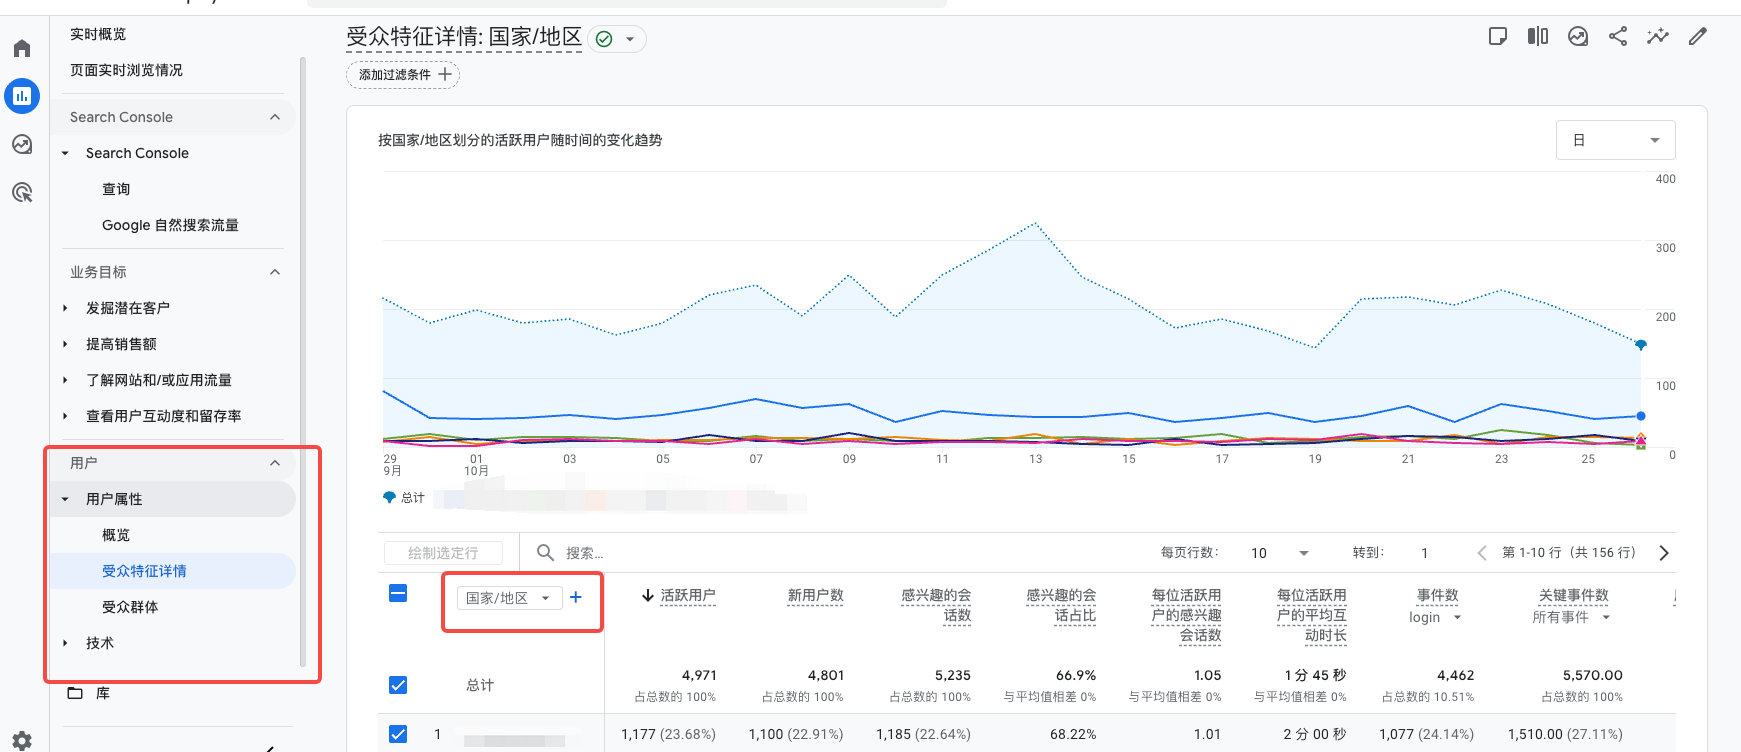 实时概览
页面实时浏览情况
Search Console
Search Console
查询
Google 自然搜索流量
业务目标
发掘潜在客户
提高销售额
了解网站和/或应用流量
查看用户互动度和留存率
用户
用户属性
概览
受众特征详情
受众群体
技术
库
受众特征详情: 国家/地区
添加过滤条件
按国家/地区划分的活跃用户随时间的变化趋势
日
400
300
200
100
0
29 01 03 05 07 09 11 13 15 17 19 21 23 25
9月 10月
总计
绘制选定行
搜索...
每页行数: 10
转到: 1
第 1-10 行（共 156 行）
国家/地区
活跃用户
新用户数
感兴趣的会话数
感兴趣的会话占比
每位活跃用户的感兴趣会话数
每位活跃用户的平均互动时长
事件数
login
关键事件数
所有事件
总计 4,971 4,801 5,235 66.9% 1.05 1 分 45 秒 4,462 5,570.00
占总数的 100% 占总数的 100% 占总数的 100% 与平均值相差 0% 与平均值相差 0% 与平均值相差 0% 占总数的 10.51% 占总数的 100%
1 1,177 (23.68%) 1,100 (22.91%) 1,185 (22.64%) 68.22% 1.01 2 分 00 秒 1,077 (24.14%) 1,510.00 (27.11%)